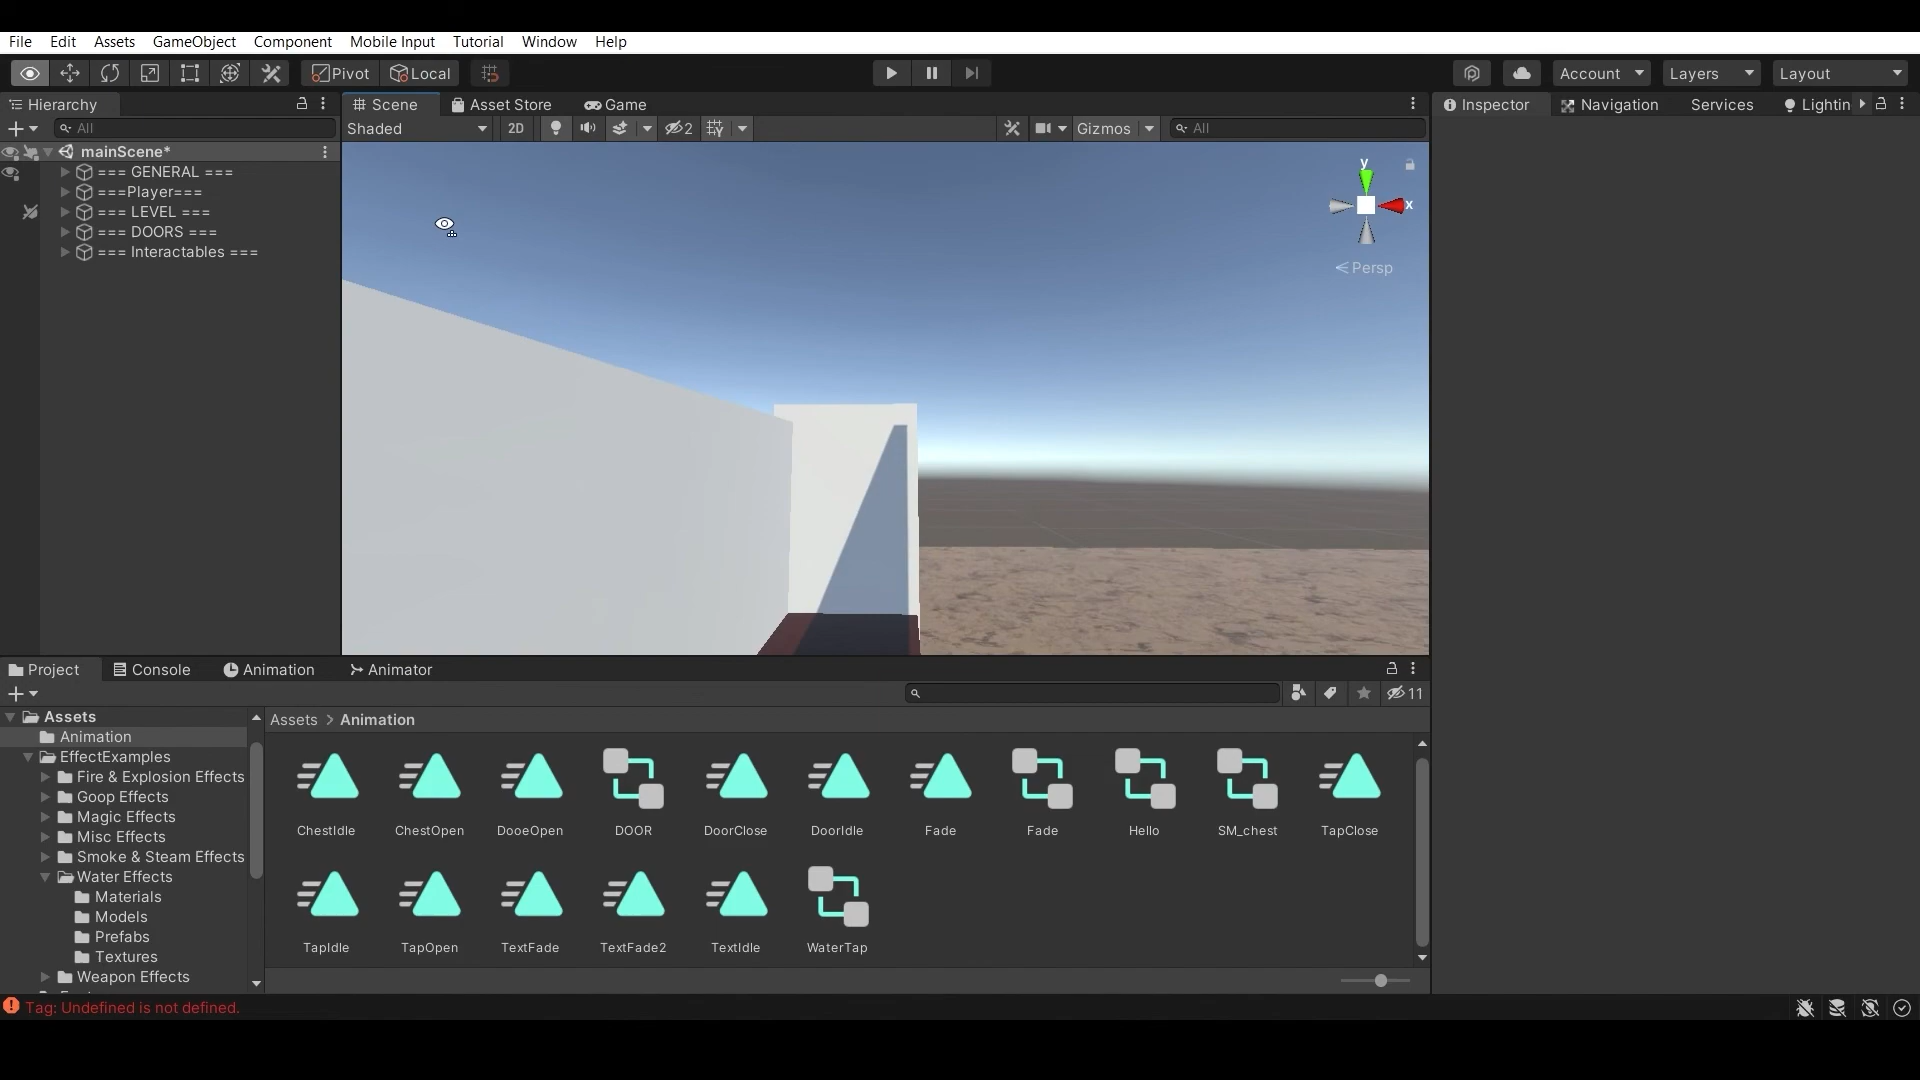 File Edit Assets GameObject Component Mobile Input Tutorial Window Help
Pivot Local Account Layers Layout
Hierarchy
All
mainScene*
=== GENERAL ===
===Player===
=== LEVEL ===
=== DOORS ===
=== Interactables ===
Scene Asset Store Game
Shaded 2D 2 Gizmos All
y
x
Persp
Inspector Navigation Services Lightin
Project Console Animation Animator
11
Assets
Animation
EffectExamples
Fire & Explosion Effects
Goop Effects
Magic Effects
Misc Effects
Smoke & Steam Effects
Water Effects
Materials
Models
Prefabs
Textures
Weapon Effects
Assets > Animation
ChestIdle ChestOpen DooeOpen DOOR DoorClose DoorIdle Fade Fade Hello SM_chest TapClose
TapIdle TapOpen TextFade TextFade2 TextIdle WaterTap
Tag: Undefined is not defined.